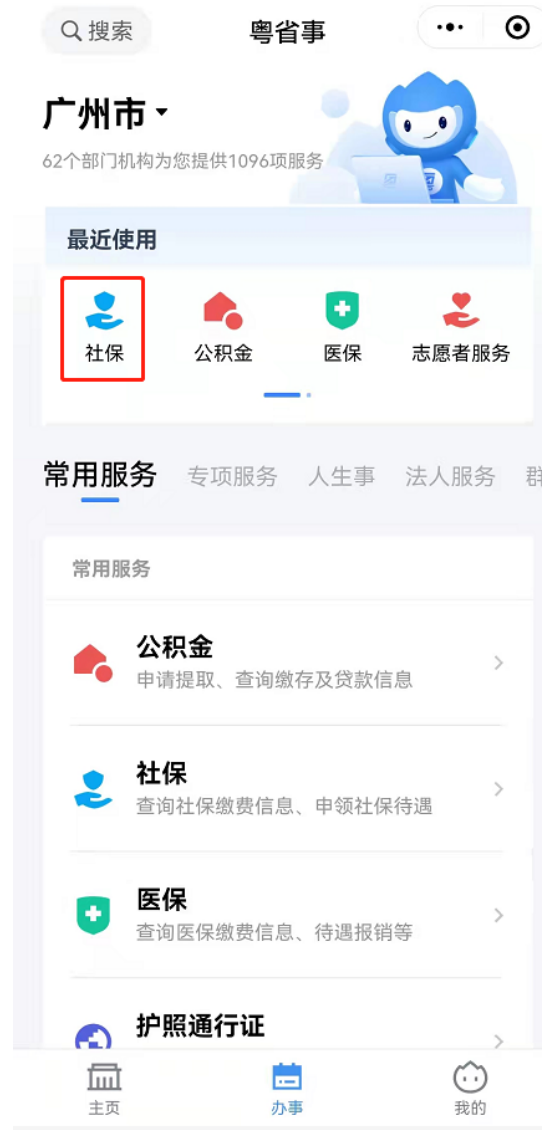 搜索
粤省事
广州市
62个部门机构为您提供1096项服务
最近使用
社保 公积金 医保 志愿者服务
常用服务 专项服务 人生事 法人服务 群
常用服务
公积金
申请提取、查询缴存及贷款信息
社保
查询社保缴费信息、申领社保待遇
医保
查询医保缴费信息、待遇报销等
护照通行证
主页 办事 我的